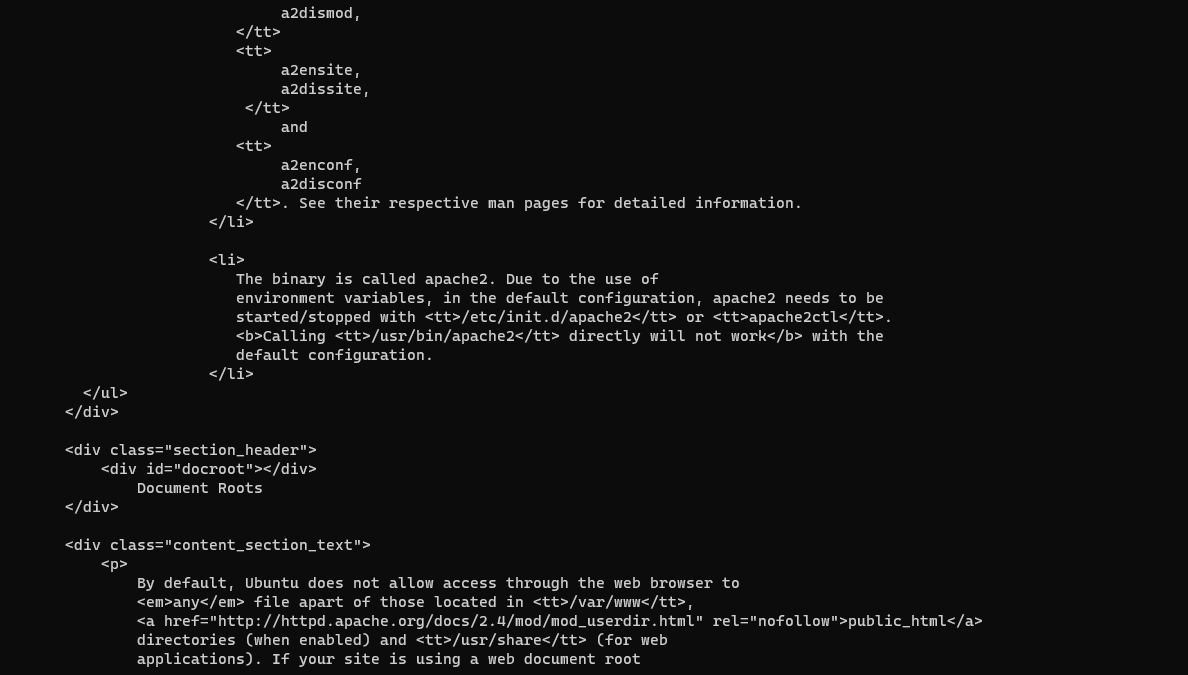 a2dismod,
</tt>
<tt>
a2ensite,
a2dissite,
</tt>
and
<tt>
a2enconf,
a2disconf
</tt>. See their respective man pages for detailed information.
</li>
<li>
The binary is called apache2. Due to the use of
environment variables, in the default configuration, apache2 needs to be
started/stopped with <tt>/etc/init.d/apache2</tt> or <tt>apache2ctl</tt>.
<b>Calling <tt>/usr/bin/apache2</tt> directly will not work</b> with the
default configuration.
</li>
</ul>
</div>
<div class="section_header">
<div id="docroot"></div>
Document Roots
</div>
<div class="content_section_text">
<p>
By default, Ubuntu does not allow access through the web browser to
<em>any</em> file apart of those located in <tt>/var/www</tt>,
<a href="http://httpd.apache.org/docs/2.4/mod/mod_userdir.html" rel="nofollow">public_html</a>
directories (when enabled) and <tt>/usr/share</tt> (for web
applications). If your site is using a web document root